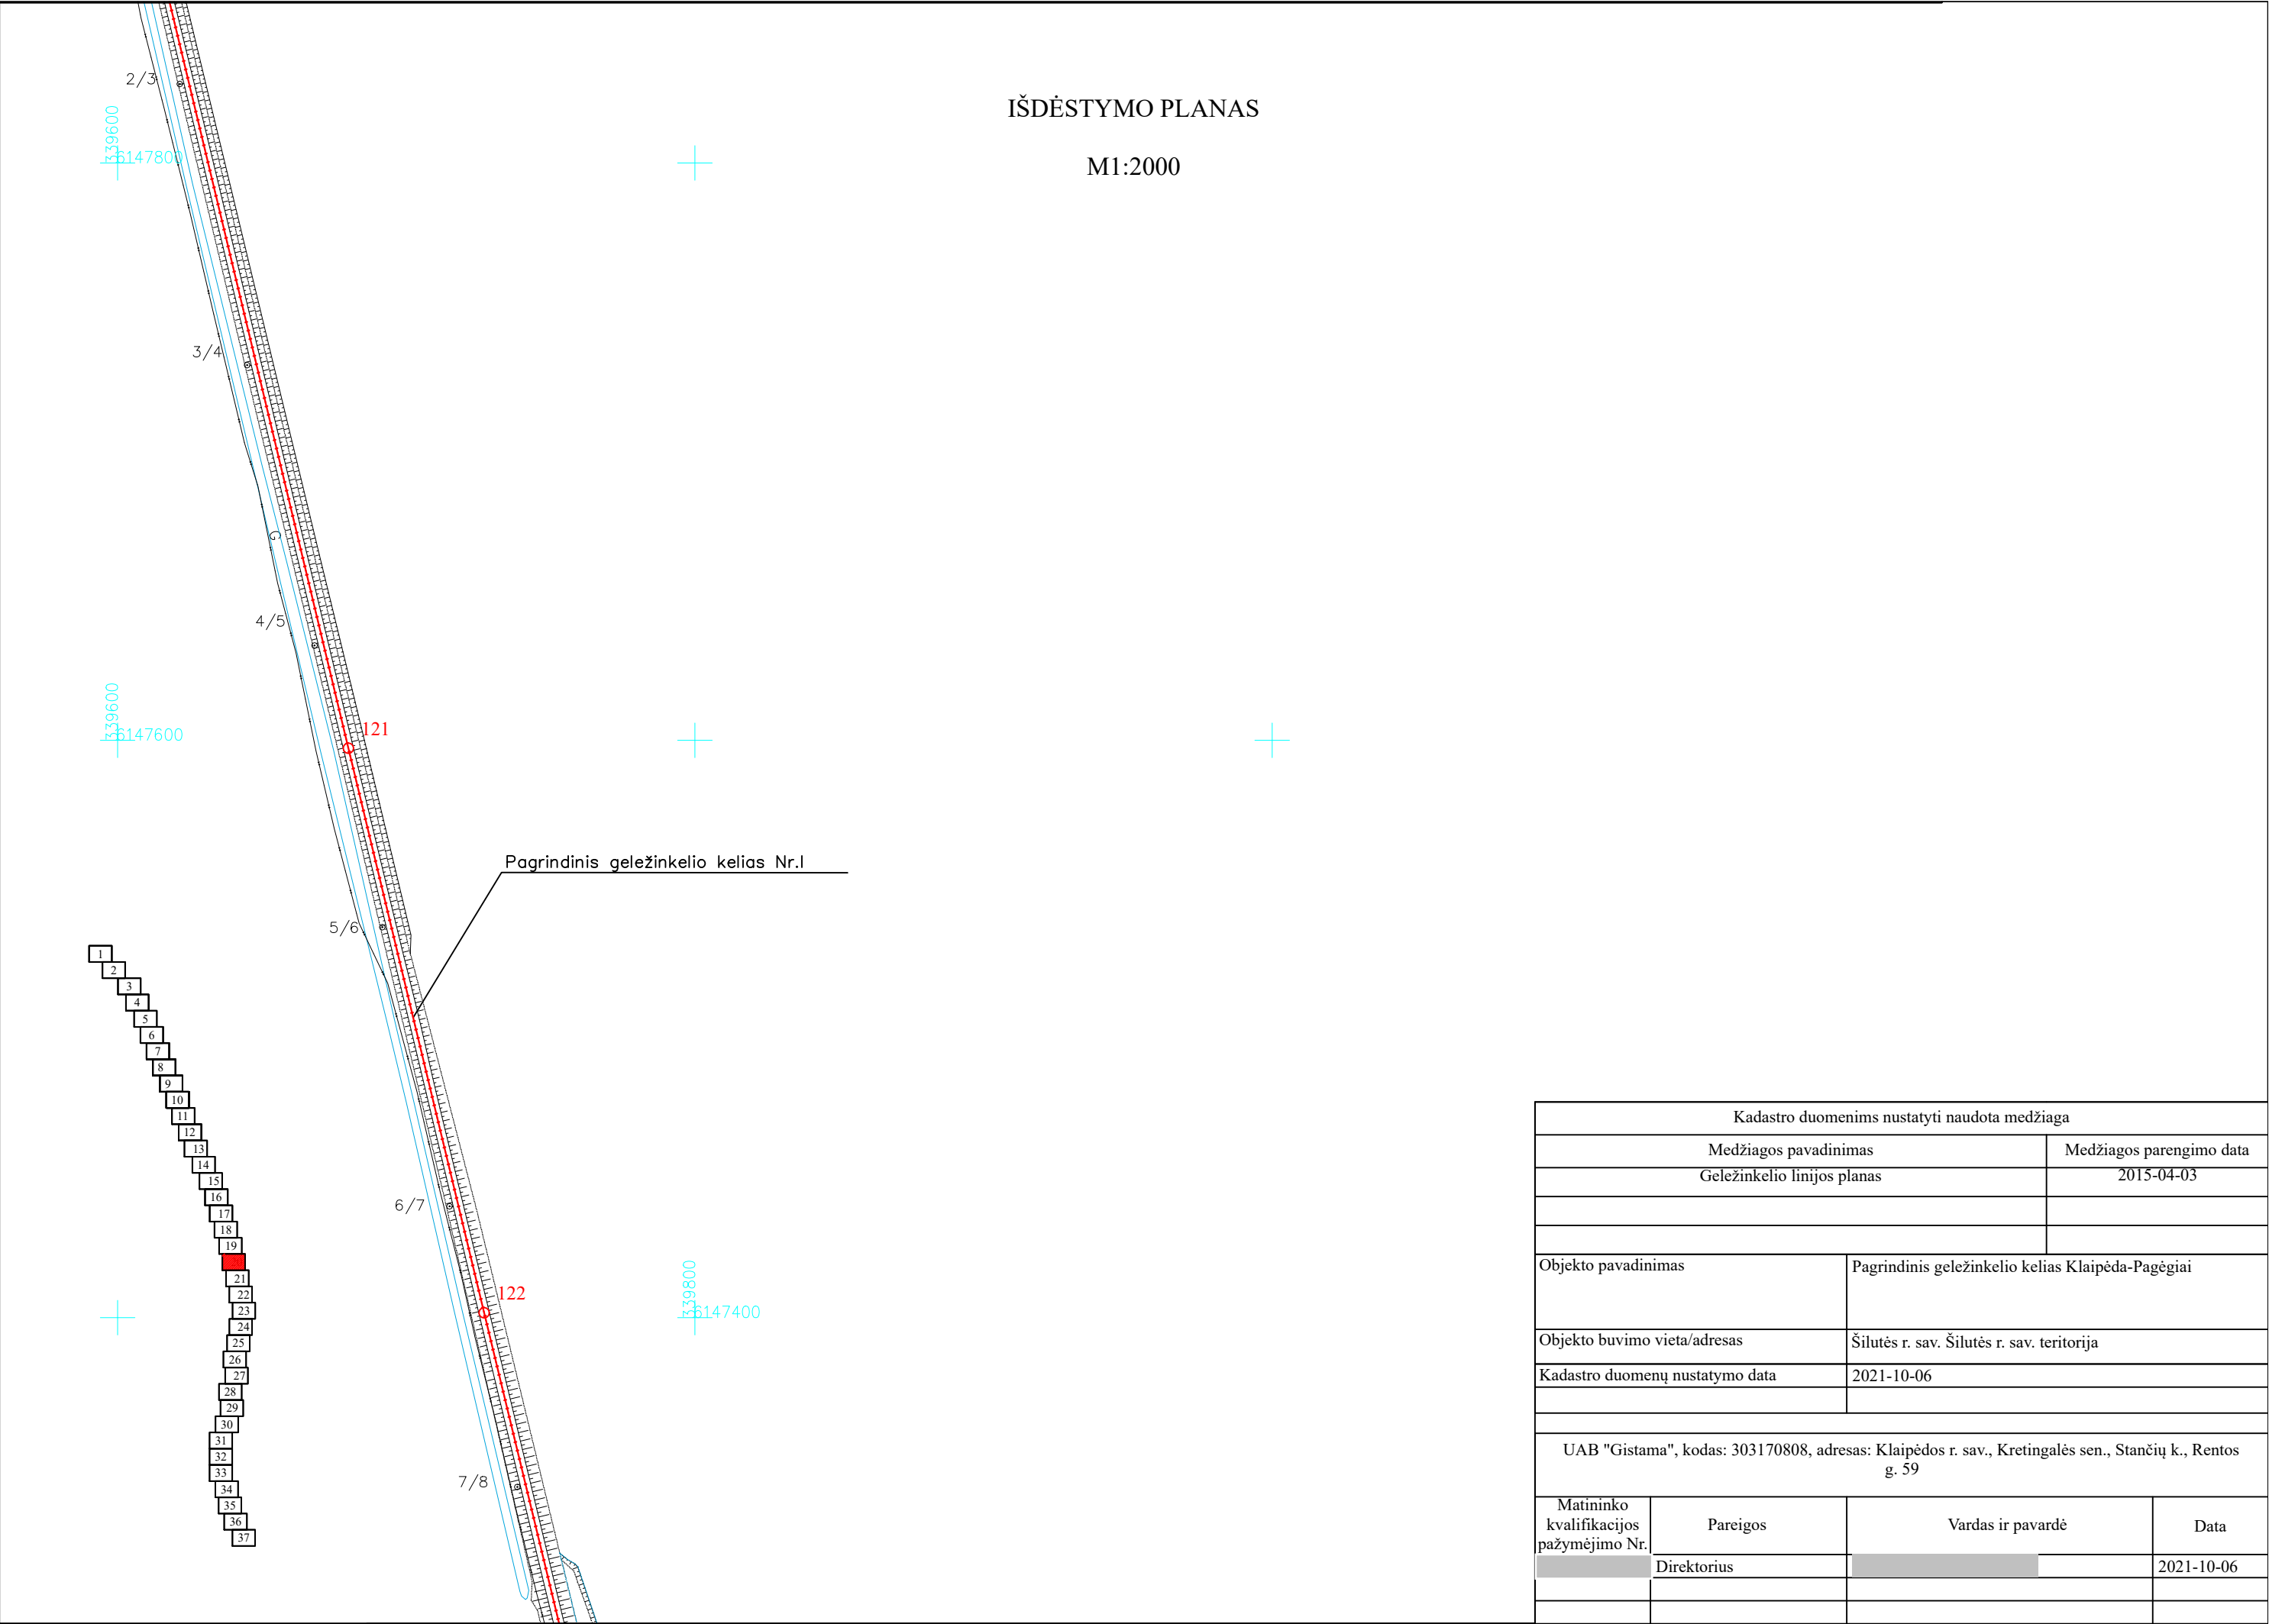 IŠDĖSTYMO PLANAS
M1:2000
2/3
339600
6147800
3/4
G
4/5
339600
6147600
121
Pagrindinis geležinkelio kelias Nr.I
5/6
6/7
122
339800
6147400
7/8
1
2
3
4
5
6
7
8
9
10
11
12
13
14
15
16
17
18
19
21
22
23
24
25
26
27
28
29
30
31
32
33
34
35
36
37
Kadastro duomenims nustatyti naudota medžiaga
Medžiagos pavadinimas Medžiagos parengimo data
Geležinkelio linijos planas 2015-04-03
Objekto pavadinimas Pagrindinis geležinkelio kelias Klaipėda-Pagėgiai
Objekto buvimo vieta/adresas Šilutės r. sav. Šilutės r. sav. teritorija
Kadastro duomenų nustatymo data 2021-10-06
UAB "Gistama", kodas: 303170808, adresas: Klaipėdos r. sav., Kretingalės sen., Stančių k., Rentos
g. 59
Matininko
kvalifikacijos
pažymėjimo Nr.
Pareigos Vardas ir pavardė Data
Direktorius 2021-10-06